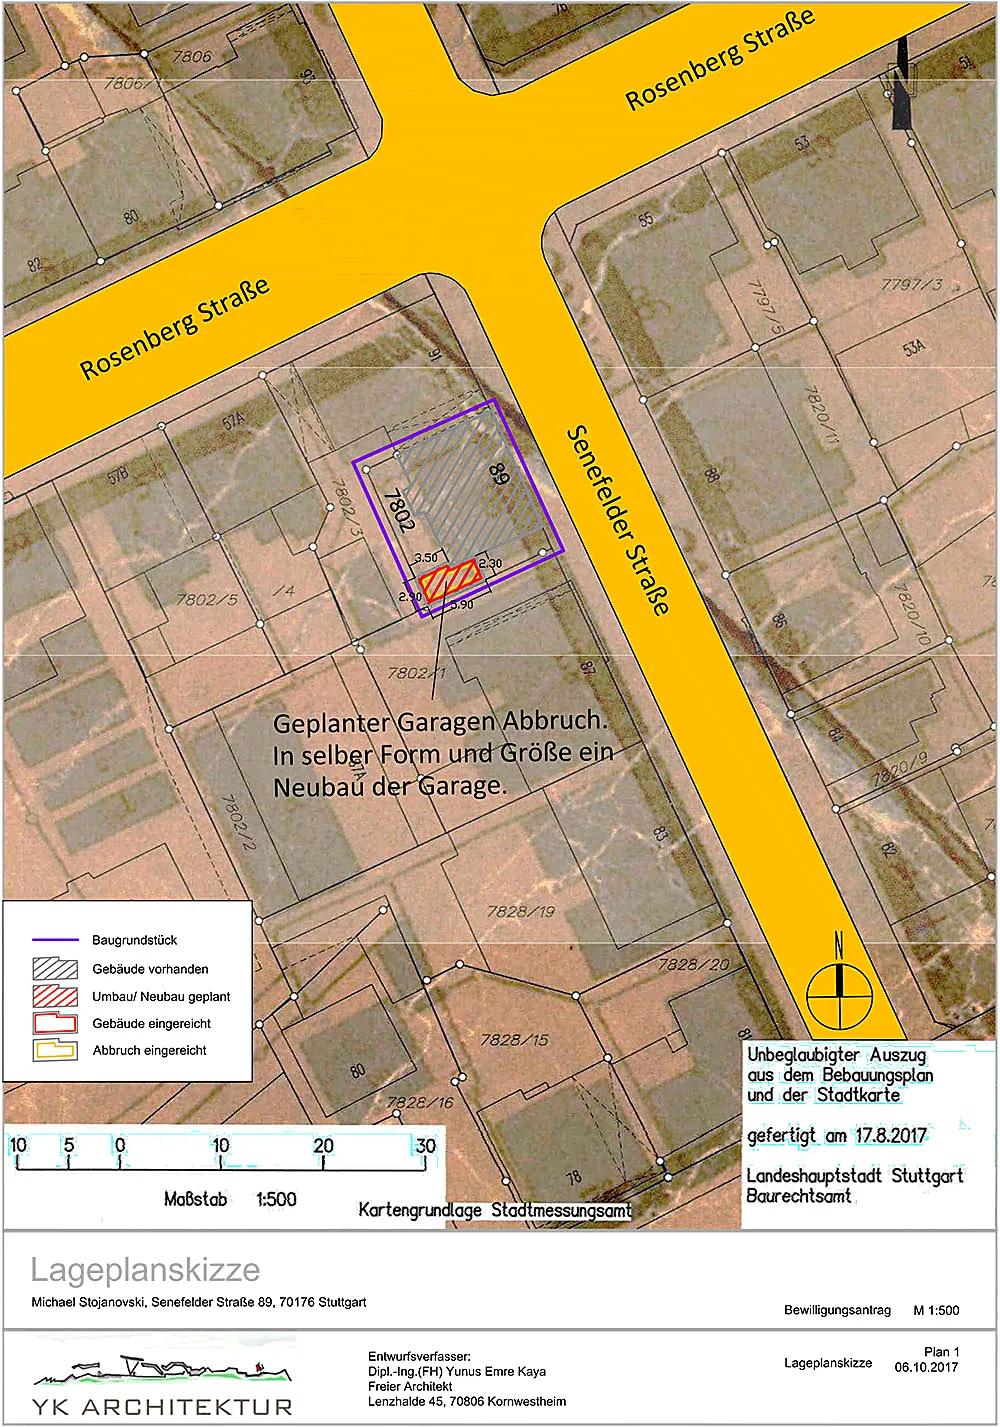 76
Rosenberg Straße
7806
7806/1
93
51
53
55
80
82
7797/3
7797/5
53A
Rosenberg Straße
91
57A
57B
7820/11
Senefelder Straße
88
89
7802
7802/3
3.50
2.30
2.90
5.90
7802/5
/4
7820/10
86
7802/1
87
Geplanter Garagen Abbruch.
In selber Form und Größe ein
Neubau der Garage.
87A
84
7820/9
7802/2
83
82
7828/19
7828/20
N
Baugrundstück
Gebäude vorhanden
Umbau/ Neubau geplant
Gebäude eingereicht
Abbruch eingereicht
7828/15
80
7828/16
78
Unbeglaubigter Auszug
aus dem Bebauungsplan
und der Stadtkarte
gefertigt am 17.8.2017
Landeshauptstadt Stuttgart
Baurechtsamt
10 5 0 10 20 30
Maßstab 1:500
Kartengrundlage Stadtmessungsamt
Lageplanskizze
Michael Stojanovski, Senefelder Straße 89, 70176 Stuttgart
Bewilligungsantrag M 1:500
YK ARCHITEKTUR
Entwurfsverfasser:
Dipl.-Ing.(FH) Yunus Emre Kaya
Freier Architekt
Lenzhalde 45, 70806 Kornwestheim
Lageplanskizze
Plan 1
06.10.2017